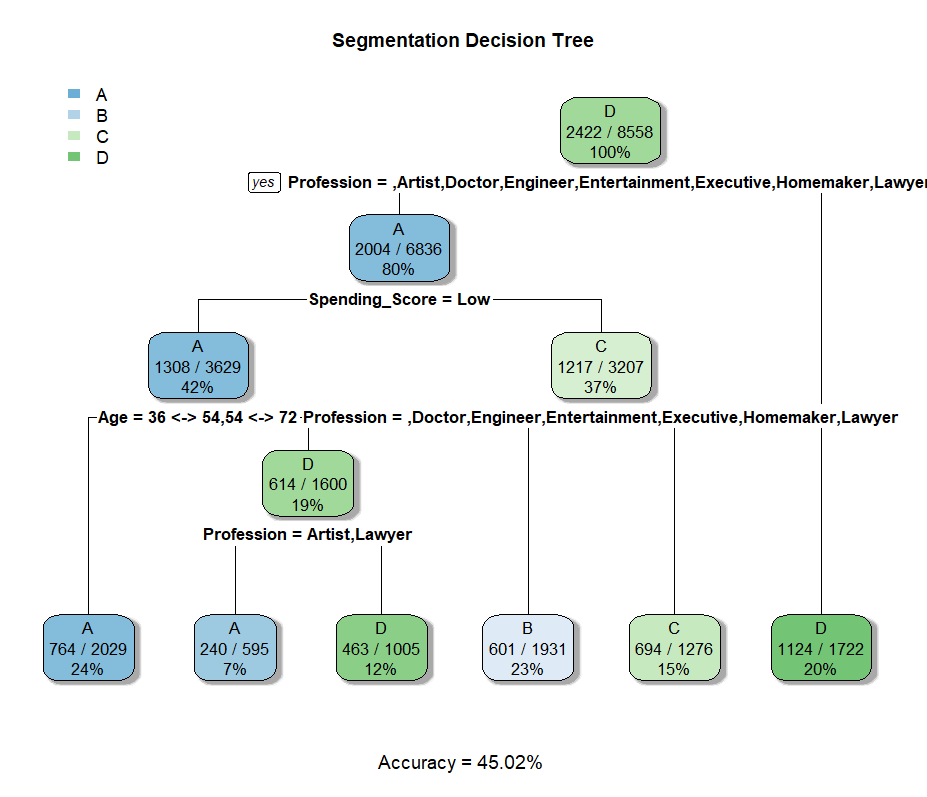 Segmentation Decision Tree
A
B
C
D
D
2422 / 8558
100%
yes
Profession = ,Artist,Doctor,Engineer,Entertainment,Executive,Homemaker,Lawyer
A
2004 / 6836
80%
Spending_Score = Low
A
1308 / 3629
42%
C
1217 / 3207
37%
Age = 36 <-> 54,54 <-> 72
Profession = ,Doctor,Engineer,Entertainment,Executive,Homemaker,Lawyer
D
614 / 1600
19%
Profession = Artist,Lawyer
A
764 / 2029
24%
A
240 / 595
7%
D
463 / 1005
12%
B
601 / 1931
23%
C
694 / 1276
15%
D
1124 / 1722
20%
Accuracy = 45.02%